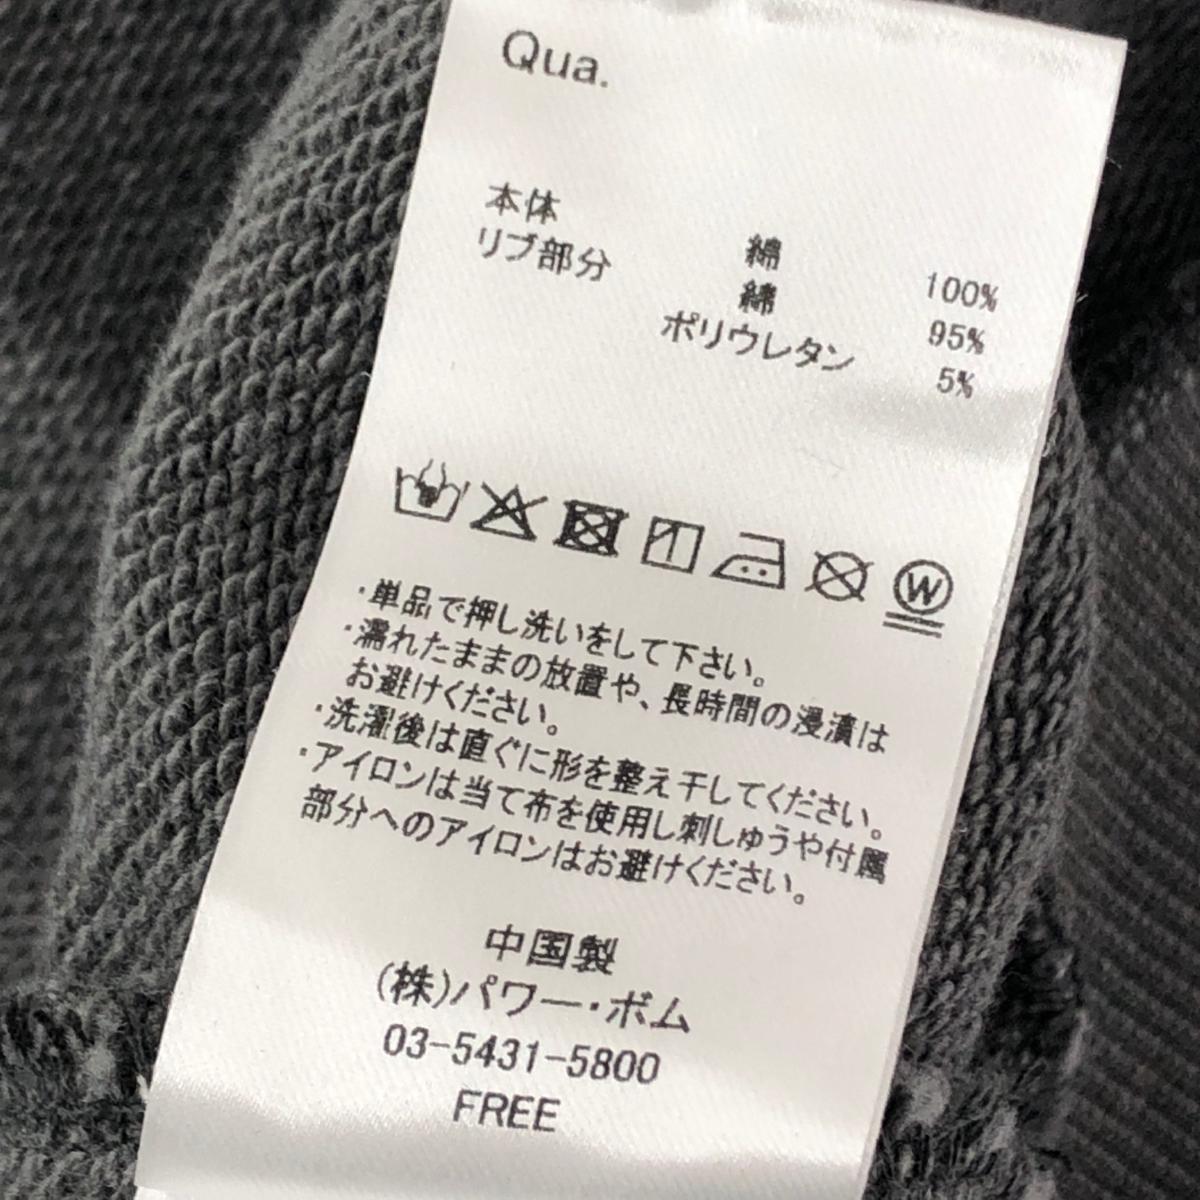 Qua.
本体 綿 100%
リブ部分 綿 95%
ポリウレタン 5%
W
・単品で押し洗いをして下さい。
・濡れたままの放置や、長時間の浸漬は
お避けください。
・洗濯後は直ぐに形を整え干してください。
・アイロンは当て布を使用し刺しゅうや付属
部分へのアイロンはお避けください。
中国製
(株)パワー・ボム
03-5431-5800
FREE